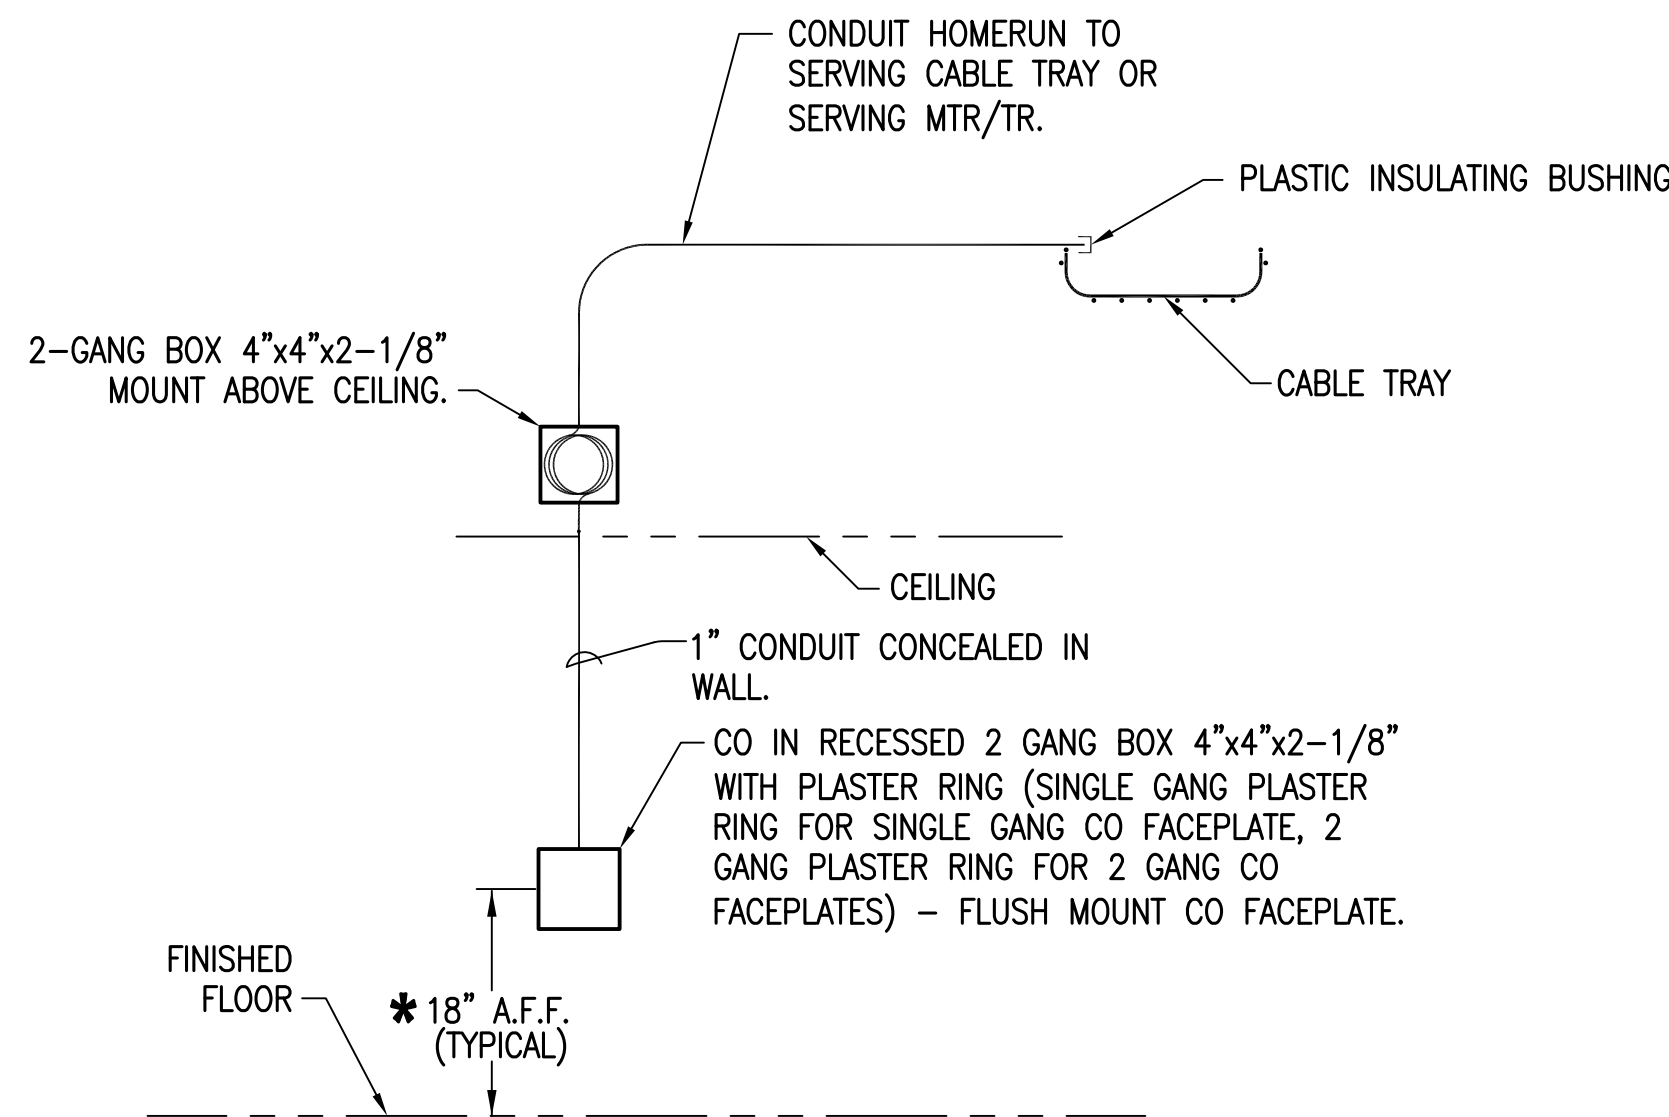 CONDUIT HOMERUN TO
SERVING CABLE TRAY OR
SERVING MTR/TR.
PLASTIC INSULATING BUSHING
2-GANG BOX 4"x4"x2-1/8"
MOUNT ABOVE CEILING.
CABLE TRAY
CEILING
1" CONDUIT CONCEALED IN
WALL.
CO IN RECESSED 2 GANG BOX 4"x4"x2-1/8"
WITH PLASTER RING (SINGLE GANG PLASTER
RING FOR SINGLE GANG CO FACEPLATE, 2
GANG PLASTER RING FOR 2 GANG CO
FACEPLATES) – FLUSH MOUNT CO FACEPLATE.
FINISHED
FLOOR
* 18" A.F.F.
(TYPICAL)